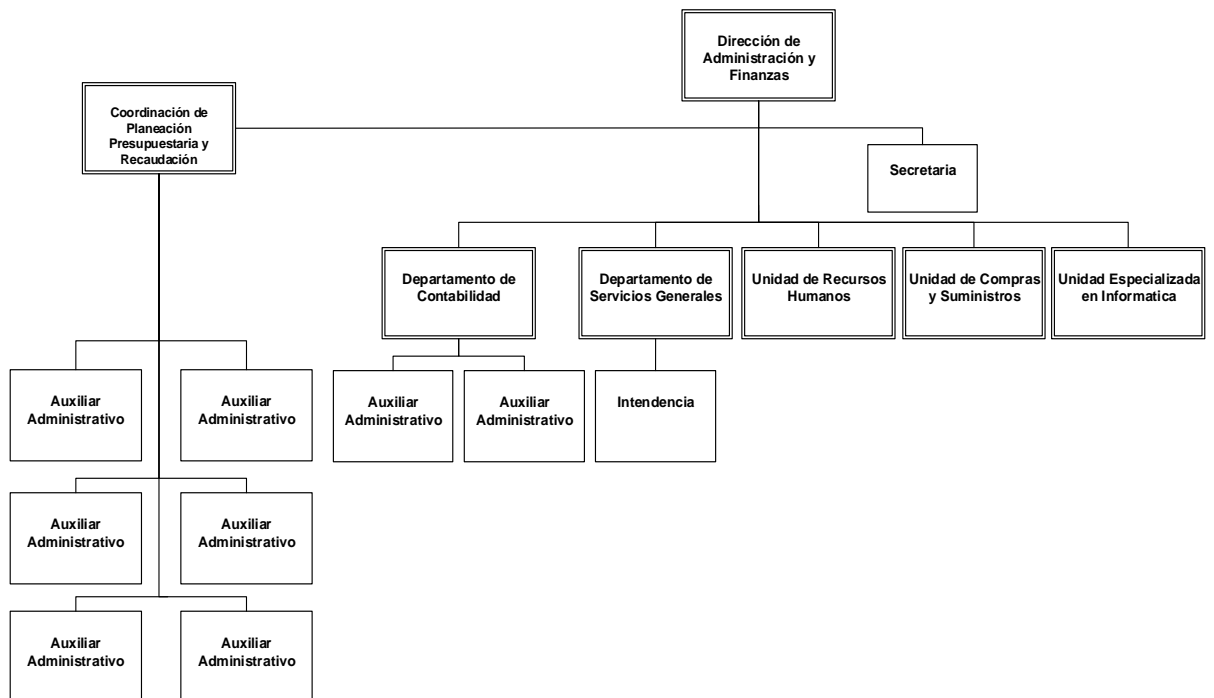 Dirección de
Administración y
Finanzas
Coordinación de
Planeación
Presupuestaria y
Recaudación
Secretaria
Departamento de
Contabilidad
Departamento de
Servicios Generales
Unidad de Recursos
Humanos
Unidad de Compras
y Suministros
Unidad Especializada
en Informatica
Auxiliar
Administrativo
Auxiliar
Administrativo
Auxiliar
Administrativo
Auxiliar
Administrativo
Intendencia
Auxiliar
Administrativo
Auxiliar
Administrativo
Auxiliar
Administrativo
Auxiliar
Administrativo